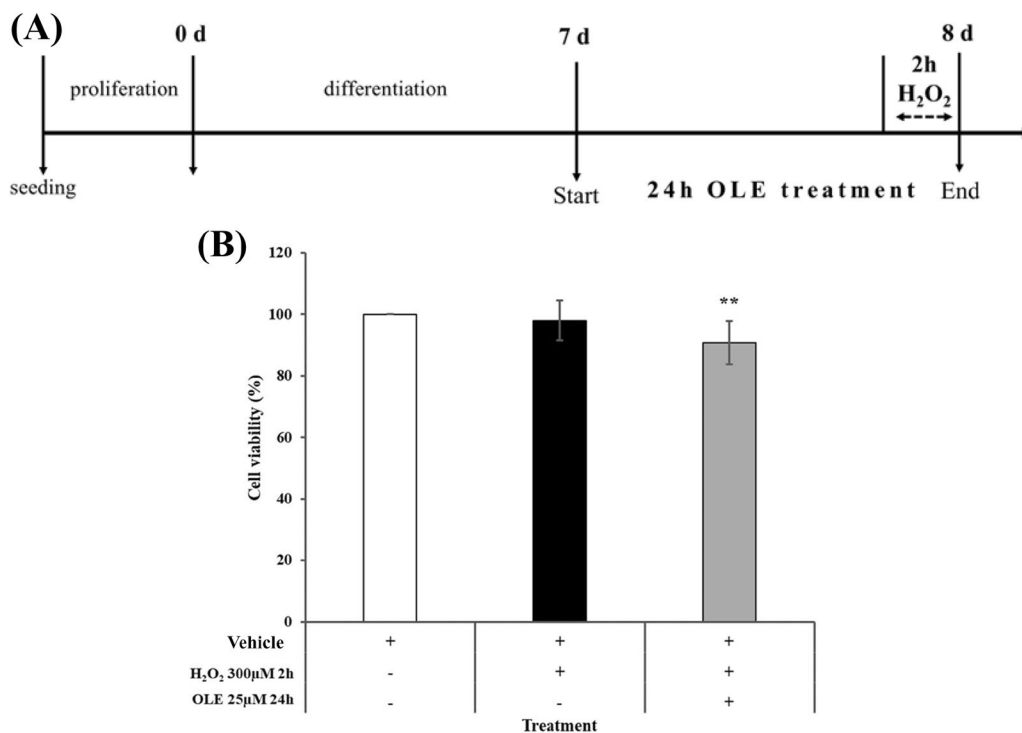 (A)
0 d
7 d
8 d
proliferation
differentiation
2h
H₂O₂
seeding
Start
24h OLE treatment
End
(B)
120
100
80
60
40
20
0
Cell viability (%)
**
Vehicle + + +
H₂O₂ 300µM 2h - + +
OLE 25µM 24h - - +
Treatment